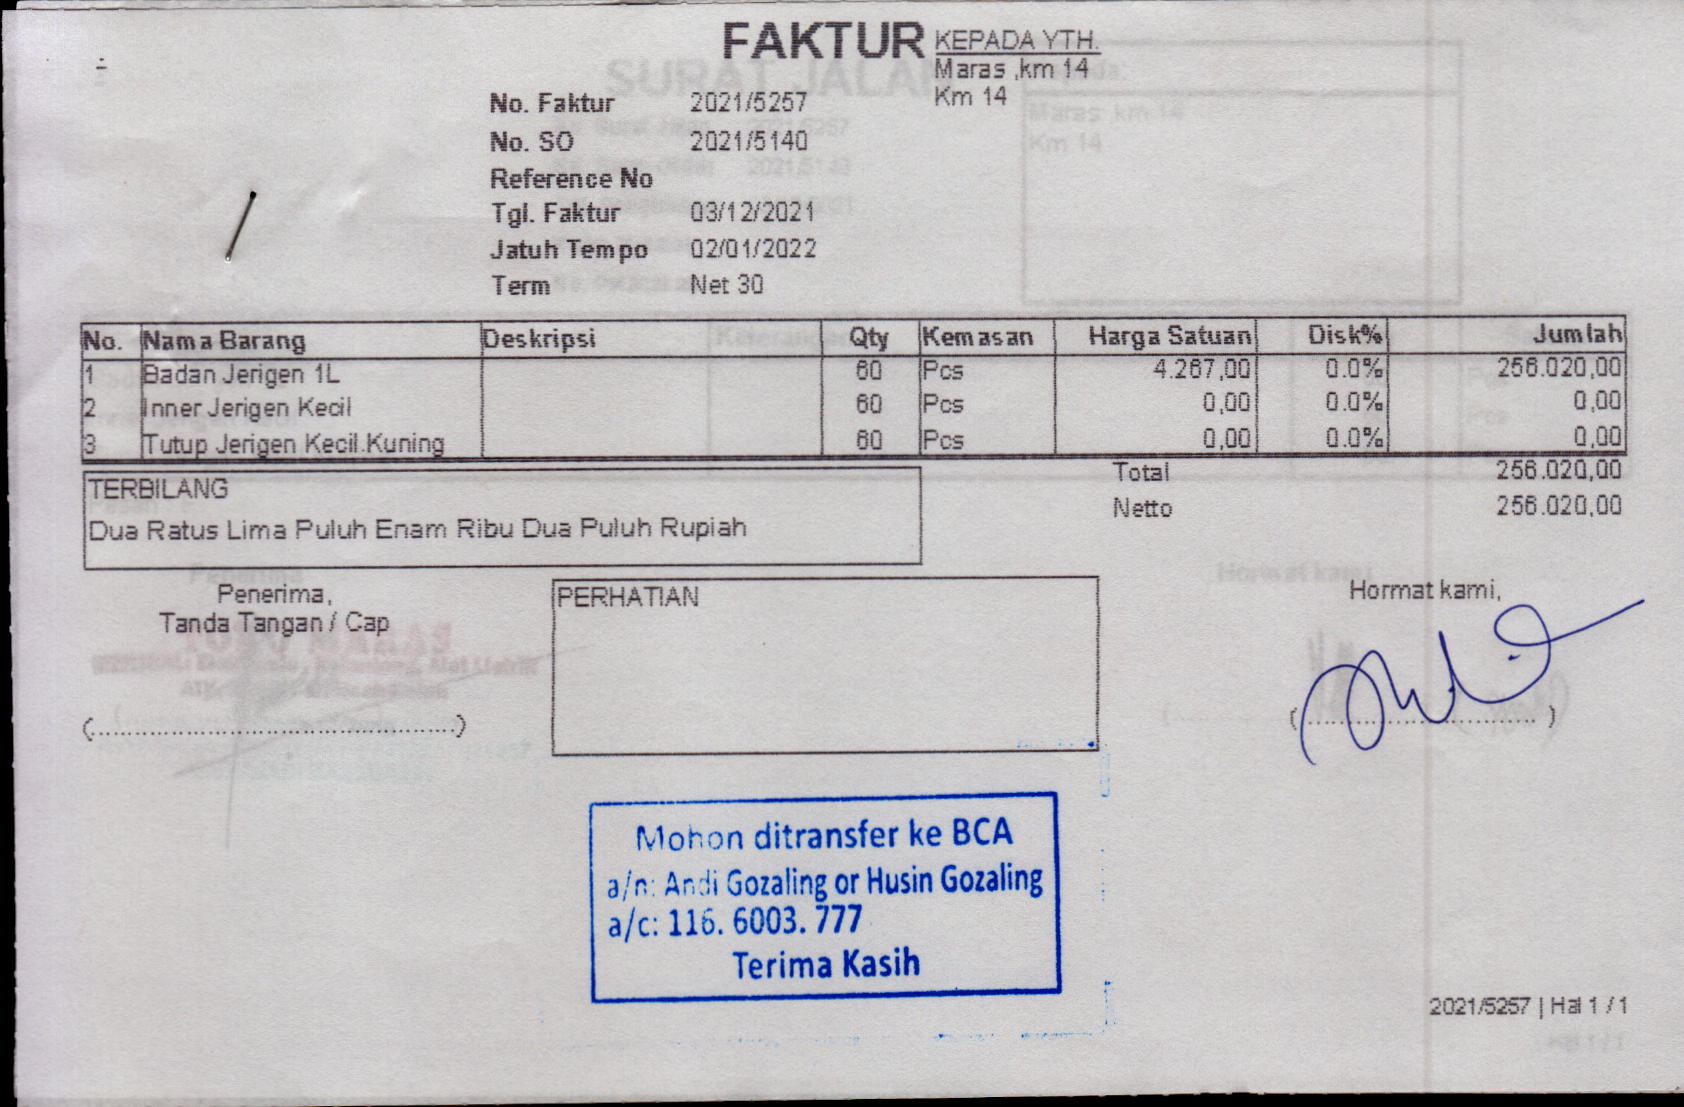 FAKTUR
KEPADA YTH.
Maras ,km 14
Km 14
No. Faktur 2021/5257
No. SO 2021/5140
Reference No
Tgl. Faktur 03/12/2021
Jatuh Tempo 02/01/2022
Term Net 30
No. Nama Barang Deskripsi Qty Kemasan Harga Satuan Disk% Jumlah
1 Badan Jerigen 1L 60 Pcs 4.267,00 0.0% 256.020,00
2 Inner Jerigen Kecil 60 Pcs 0,00 0.0% 0,00
3 Tutup Jerigen Kecil.Kuning 60 Pcs 0,00 0.0% 0,00
Total 256.020,00
Netto 256.020,00
TERBILANG
Dua Ratus Lima Puluh Enam Ribu Dua Puluh Rupiah
Penerima,
Tanda Tangan / Cap
PERHATIAN
Hormat kami,
Mohon ditransfer ke BCA
a/n: Andi Gozaling or Husin Gozaling
a/c: 116. 6003. 777
Terima Kasih
2021/5257 | Hal 1 / 1